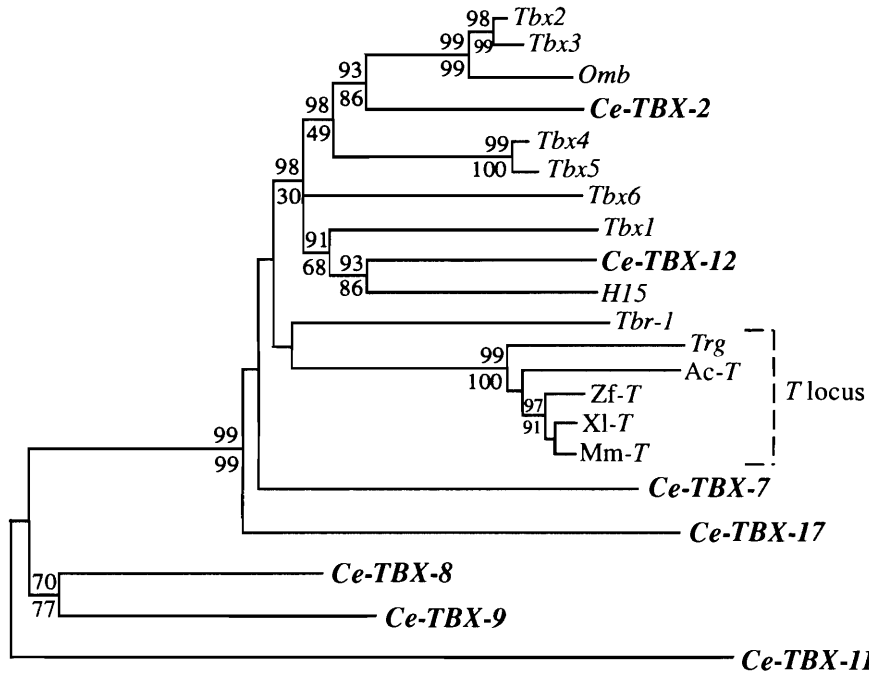 98 Tbx2
99 99 Tbx3
93 99 Omb
98 86 Ce-TBX-2
49 99 Tbx4
98 100 Tbx5
30 Tbx6
91 Tbx1
68 93 Ce-TBX-12
86 H15
Tbr-1
99 Trg
100 Ac-T
97 Zf-T T locus
91 Xl-T
99 Mm-T
99 Ce-TBX-7
Ce-TBX-17
70 Ce-TBX-8
77 Ce-TBX-9
Ce-TBX-11